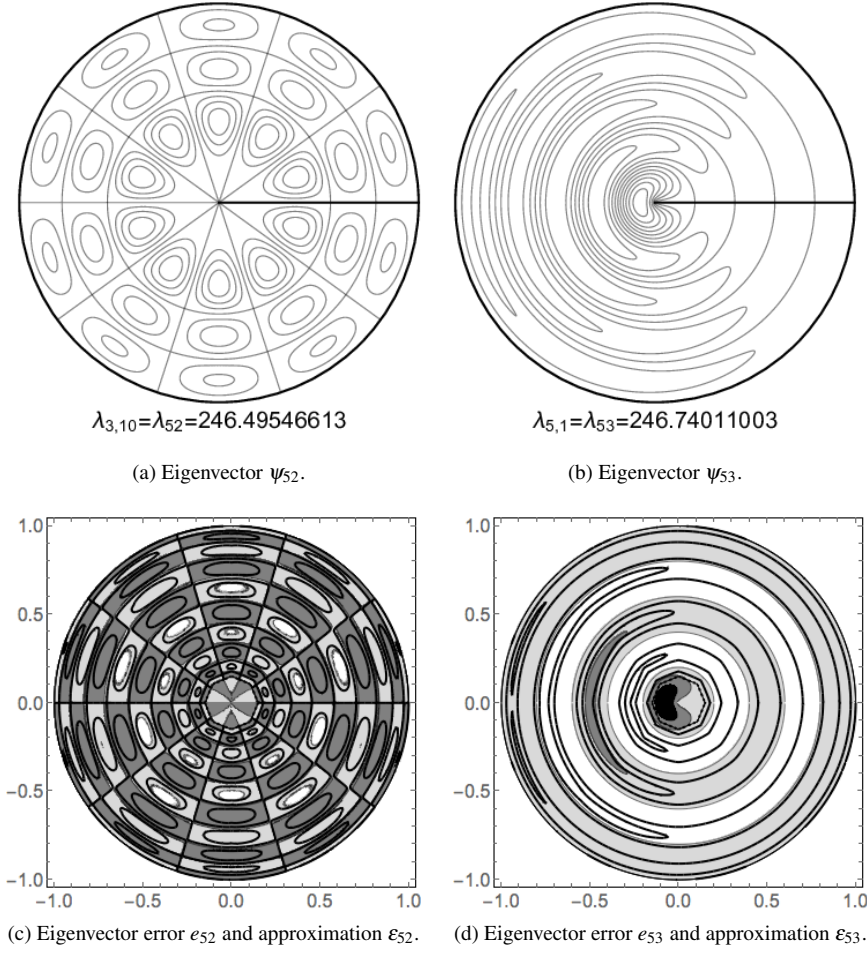 λ3,10=λ52=246.49546613
λ5,1=λ53=246.74011003
(a) Eigenvector ψ52.
(b) Eigenvector ψ53.
1.0
0.5
0.0
−0.5
−1.0
−1.0 −0.5 0.0 0.5 1.0
1.0
0.5
0.0
−0.5
−1.0
−1.0 −0.5 0.0 0.5 1.0
(c) Eigenvector error e52 and approximation ε52.
(d) Eigenvector error e53 and approximation ε53.